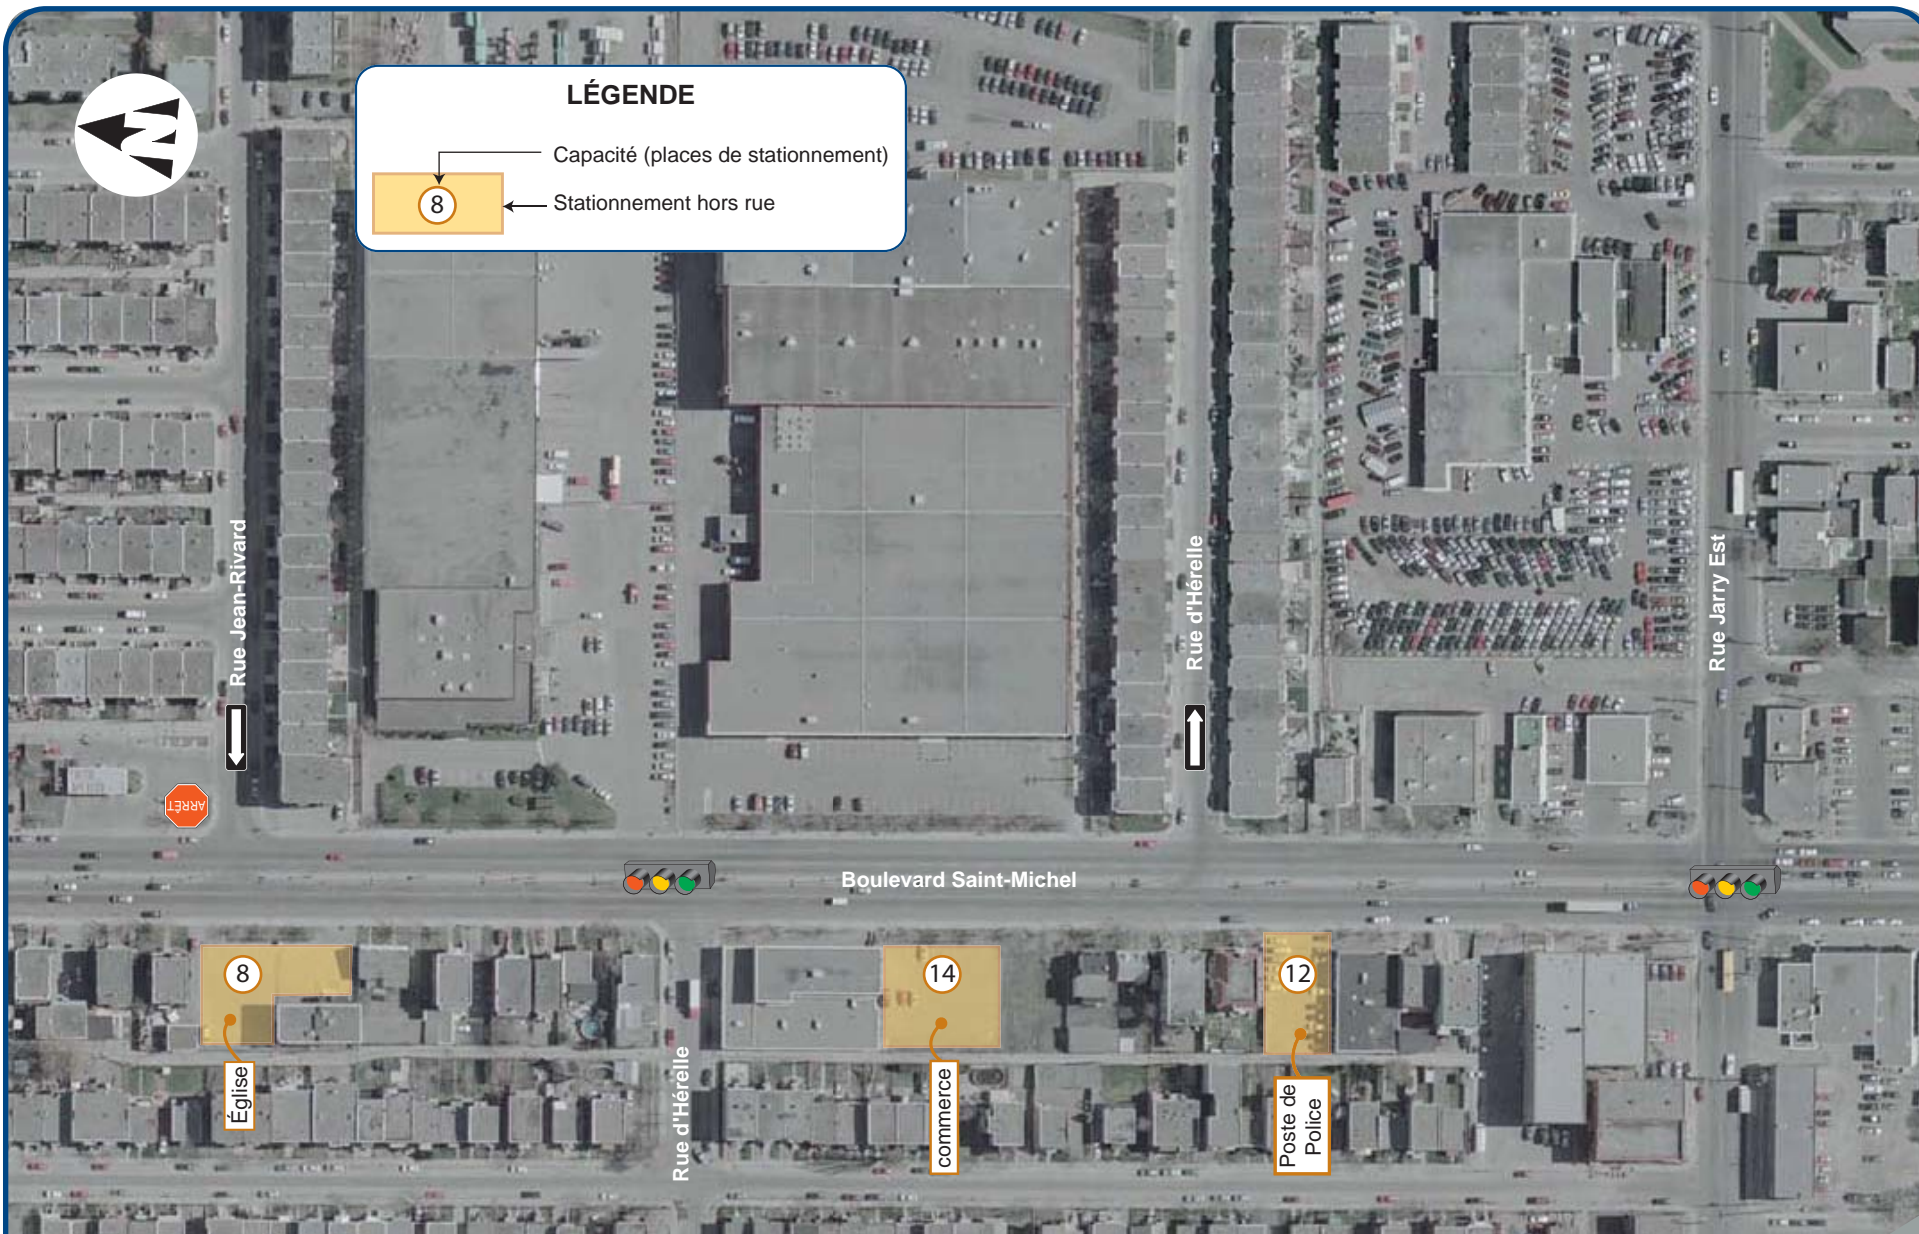 LÉGENDE
Capacité (places de stationnement)
8
Stationnement hors rue
Rue Jean-Rivard
Rue d'Hérelle
Rue Jarry Est
ARRÊT
Boulevard Saint-Michel
8
14
12
Église
Rue d'Hérelle
commerce
Poste de
Police